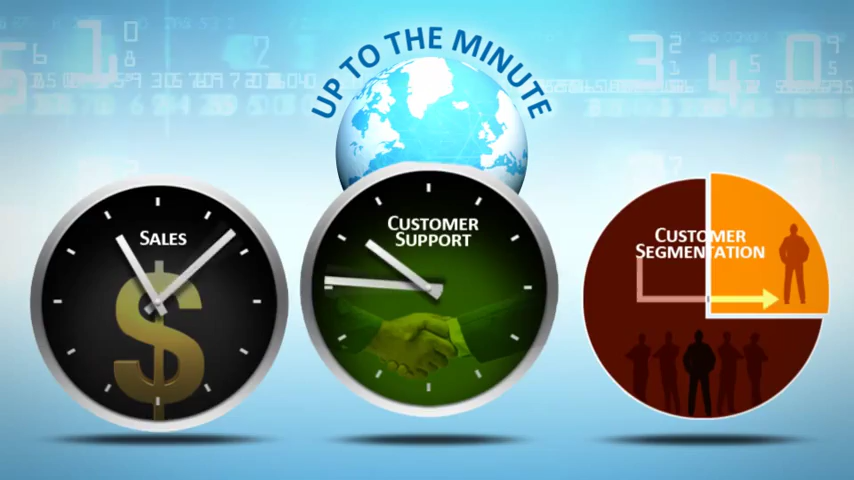 UP TO THE MINUTE
SALES
CUSTOMER
SUPPORT
CUSTOMER
SEGMENTATION